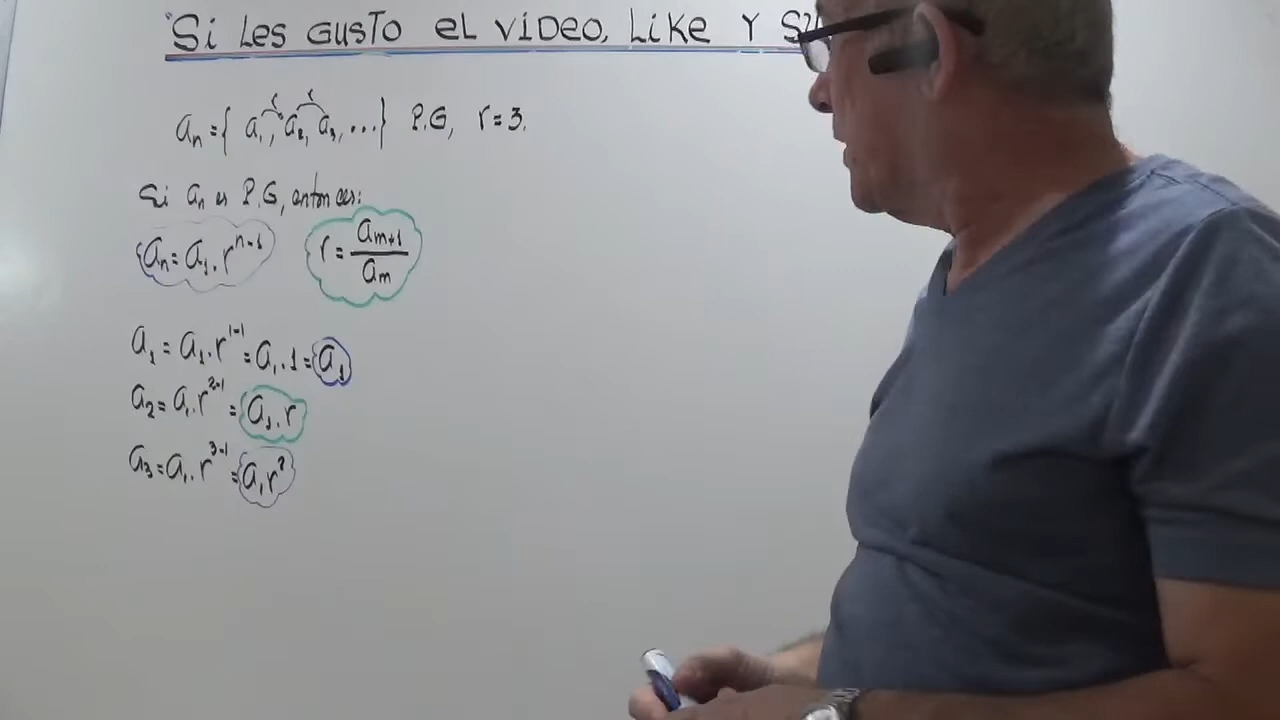 Si LES GUSTO EL VIDEO, LIKE Y SU
r r
aₙ = { a₁, a₂, a₃, ...} P.G, r = 3.
Si aₙ es P.G, entonces:
aₙ = a₁ . rⁿ⁻¹ r = aₘ₊₁ / aₘ
a₁ = a₁ . r¹⁻¹ = a₁ . 1 = a₁
a₂ = a₁ . r²⁻¹ = a₁ . r
a₃ = a₁ . r³⁻¹ = a₁ r²